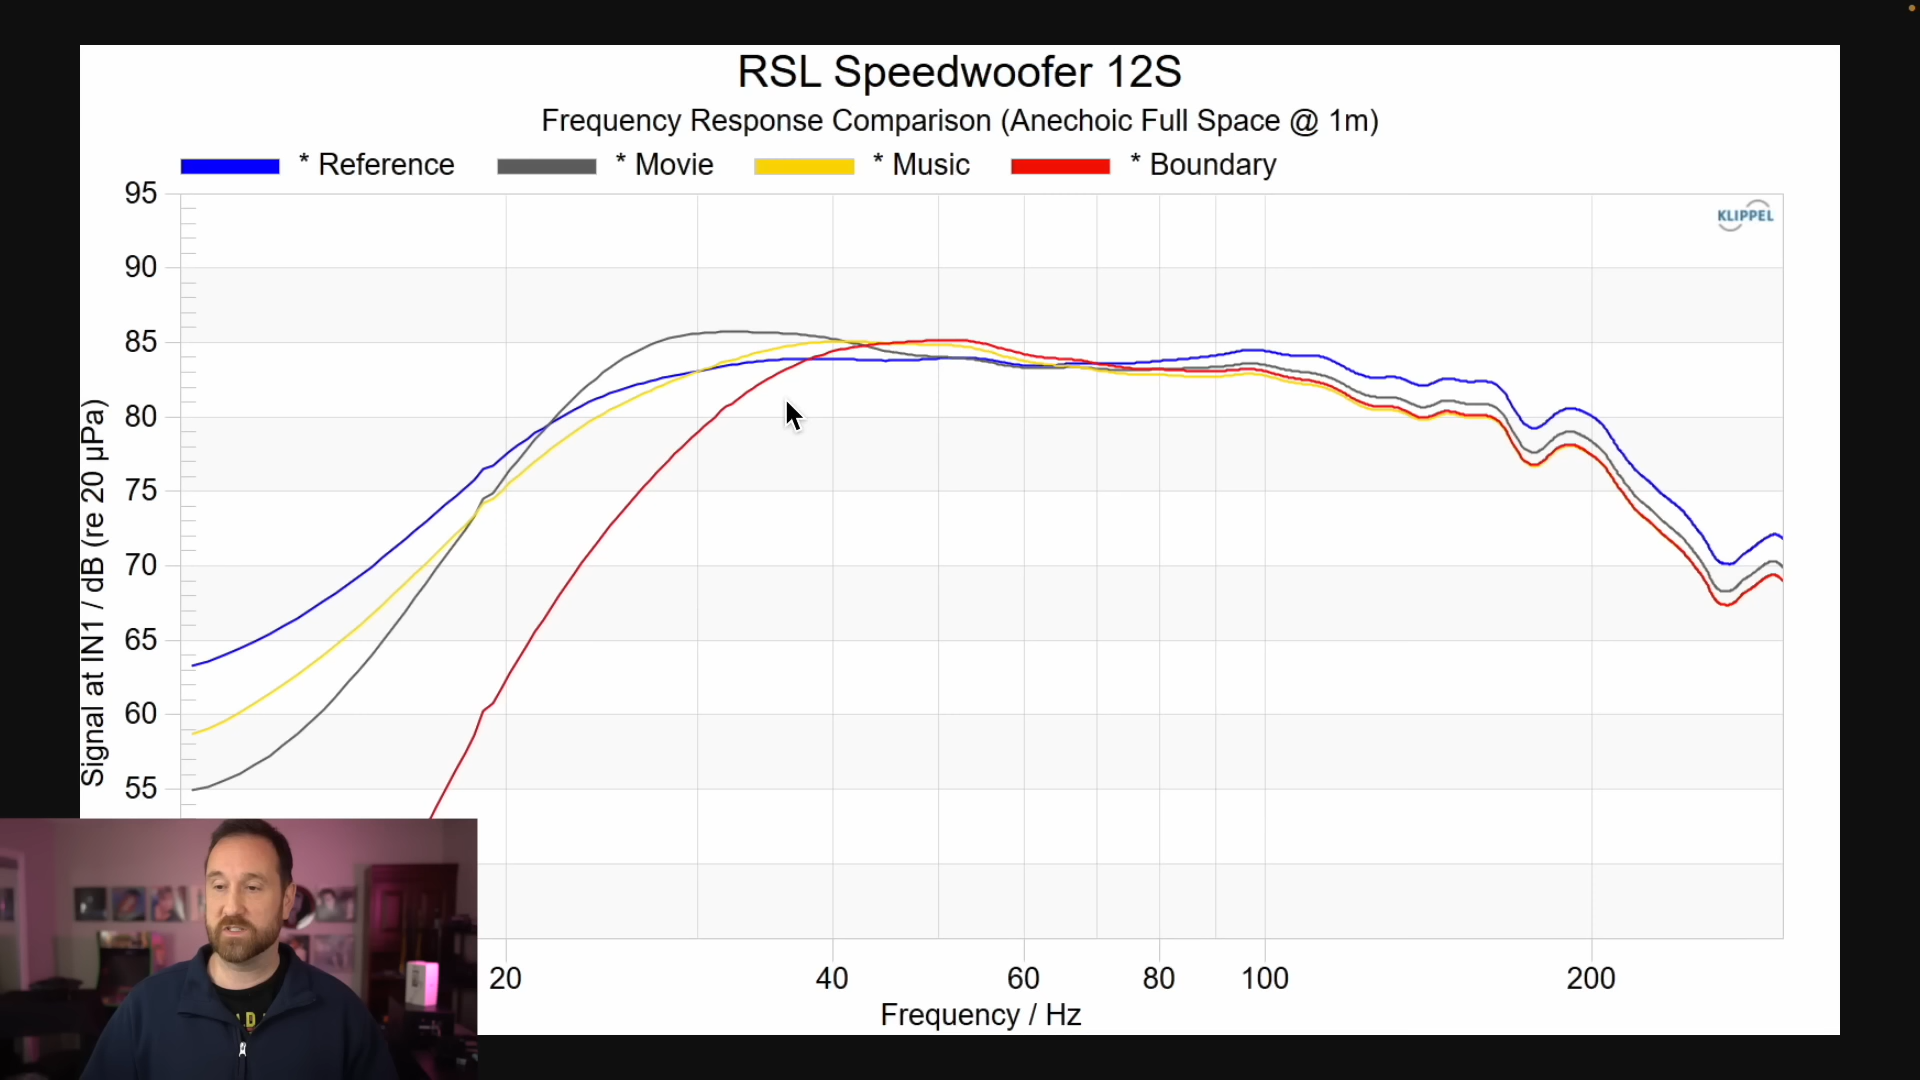 RSL Speedwoofer 12S
Frequency Response Comparison (Anechoic Full Space @ 1m)
* Reference
* Movie
* Music
* Boundary
KLIPPEL
95
90
85
80
75
70
65
60
55
Signal at IN1 / dB (re 20 μPa)
20
40
60
80
100
200
Frequency / Hz